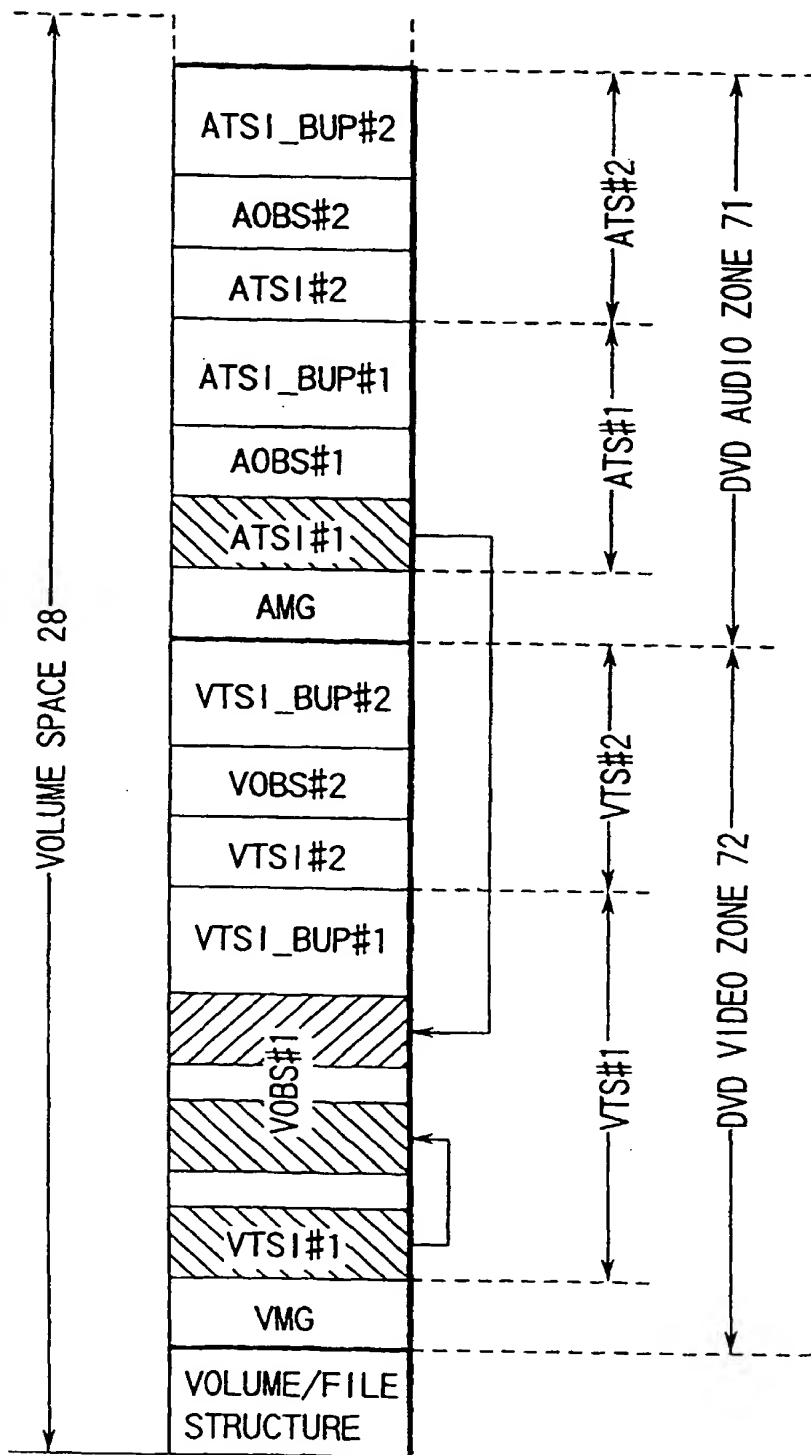 ATSI_BUP#2
AOBS#2
ATSI#2
ATSI_BUP#1
AOBS#1
ATSI#1
AMG
VTSI_BUP#2
VOBS#2
VTSI#2
VTSI_BUP#1
VOBS#1
VTSI#1
VMG
VOLUME/FILE
STRUCTURE
VOLUME SPACE 28
ATS#2
ATS#1
VTS#2
VTS#1
DVD AUDIO ZONE 71
DVD VIDEO ZONE 72